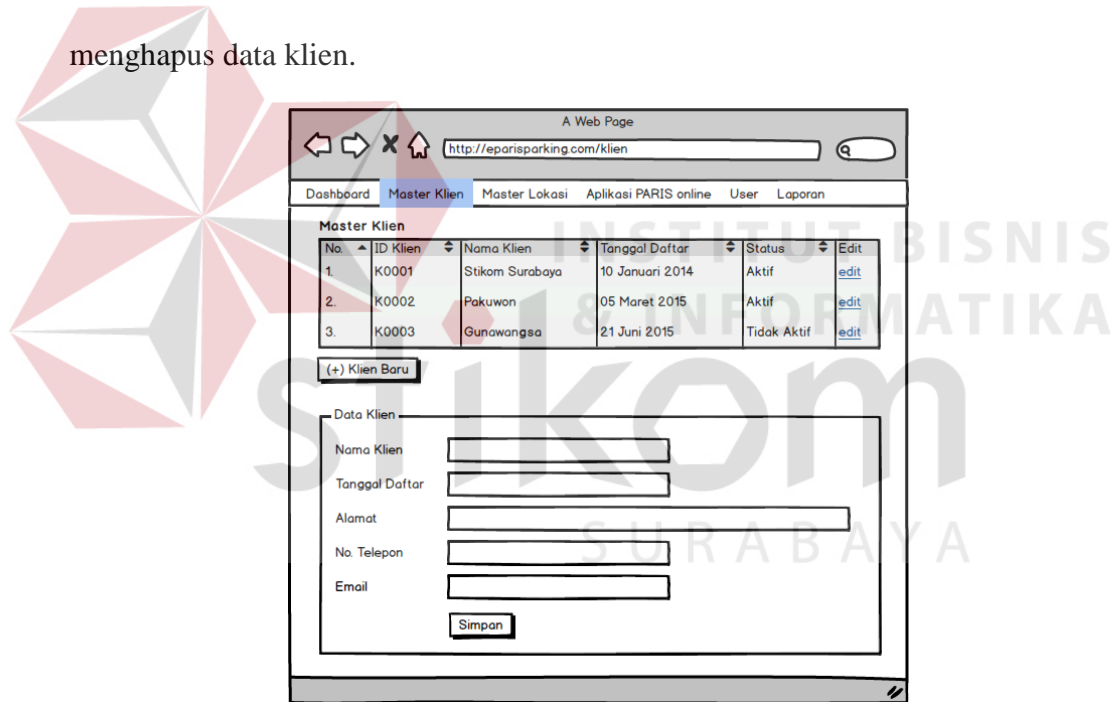 menghapus data klien.
A Web Page
http://eparisparking.com/klien
Dashboard Master Klien Master Lokasi Aplikasi PARIS online User Laporan
Master Klien
No. ID Klien Nama Klien Tanggal Daftar Status Edit
1. K0001 Stikom Surabaya 10 Januari 2014 Aktif edit
2. K0002 Pakuwon 05 Maret 2015 Aktif edit
3. K0003 Gunawangsa 21 Juni 2015 Tidak Aktif edit
(+) Klien Baru
Data Klien
Nama Klien
Tanggal Daftar
Alamat
No. Telepon
Email
Simpan
INSTITUT BISNIS
& INFORMATIKA
stikom
SURABAYA